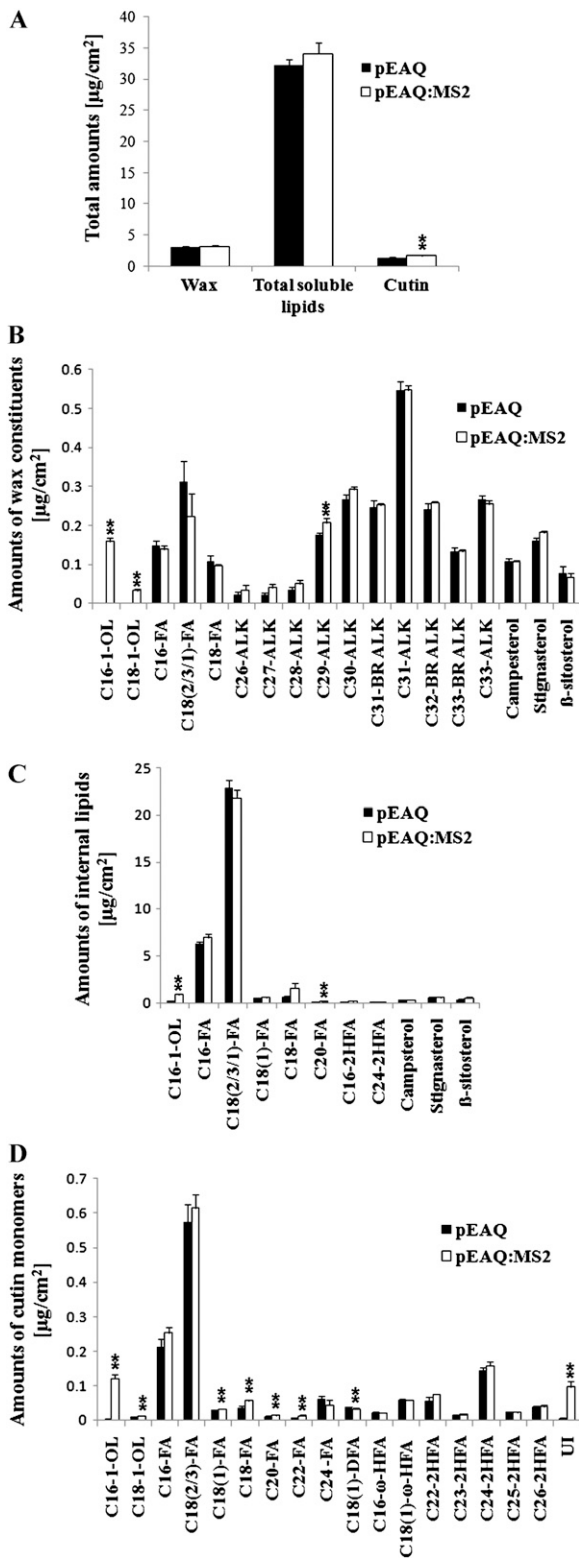 A
Total amounts [µg/cm2]
40
35
30
25
20
15
10
5
0
pEAQ
pEAQ:MS2
**
Wax
Total soluble
lipids
Cutin
B
Amounts of wax constituents
[µg/cm2]
0.6
0.5
0.4
0.3
0.2
0.1
0
pEAQ
pEAQ:MS2
**
**
**
C16-1-OL
C18-1-OL
C16-FA
C18(2/3/1)-FA
C18-FA
C26-ALK
C27-ALK
C28-ALK
C29-ALK
C30-ALK
C31-BR ALK
C31-ALK
C32-BR ALK
C33-BR ALK
C33-ALK
Campesterol
Stignasterol
ß-sitosterol
C
Amounts of internal lipids
[µg/cm2]
25
20
15
10
5
0
pEAQ
pEAQ:MS2
**
**
C16-1-OL
C16-FA
C18(2/3/1)-FA
C18(1)-FA
C18-FA
C20-FA
C16-2HFA
C24-2HFA
Campsterol
Stignasterol
ß-sitosterol
D
Amounts of cutin monomers
[µg/cm2]
0.7
0.6
0.5
0.4
0.3
0.2
0.1
0
pEAQ
pEAQ:MS2
**
**
**
**
**
**
**
**
C16-1-OL
C18-1-OL
C16-FA
C18(2/3)-FA
C18(1)-FA
C18-FA
C20-FA
C22-FA
C24 -FA
C18(1)-DFA
C16-ω-HFA
C18(1)-ω-HFA
C22-2HFA
C23-2HFA
C24-2HFA
C25-2HFA
C26-2HFA
UI